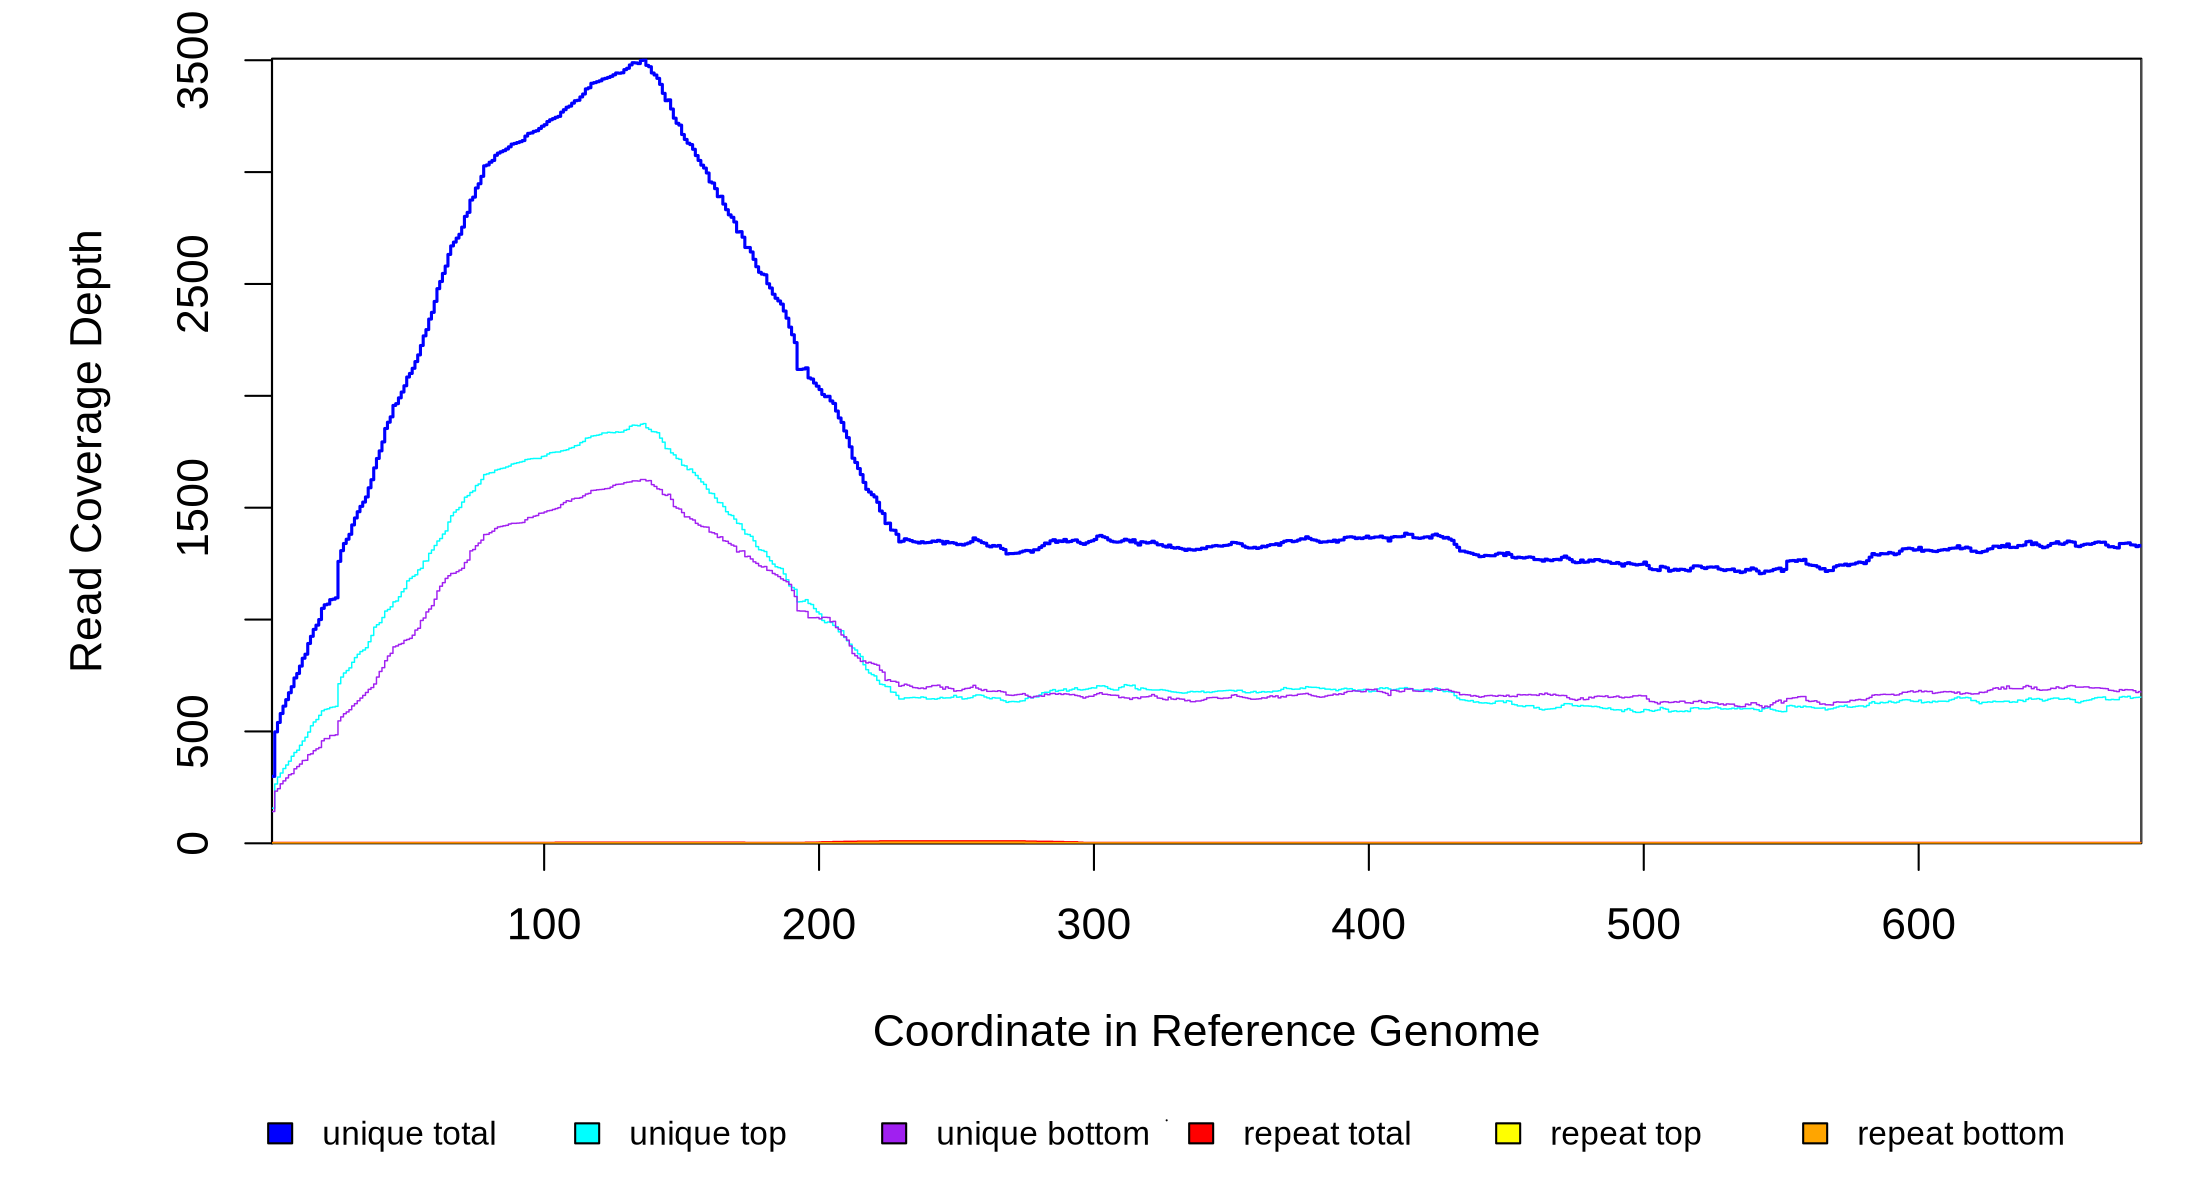 Read Coverage Depth
3500
2500
1500
500
0
100 200 300 400 500 600
Coordinate in Reference Genome
unique total unique top unique bottom repeat total repeat top repeat bottom